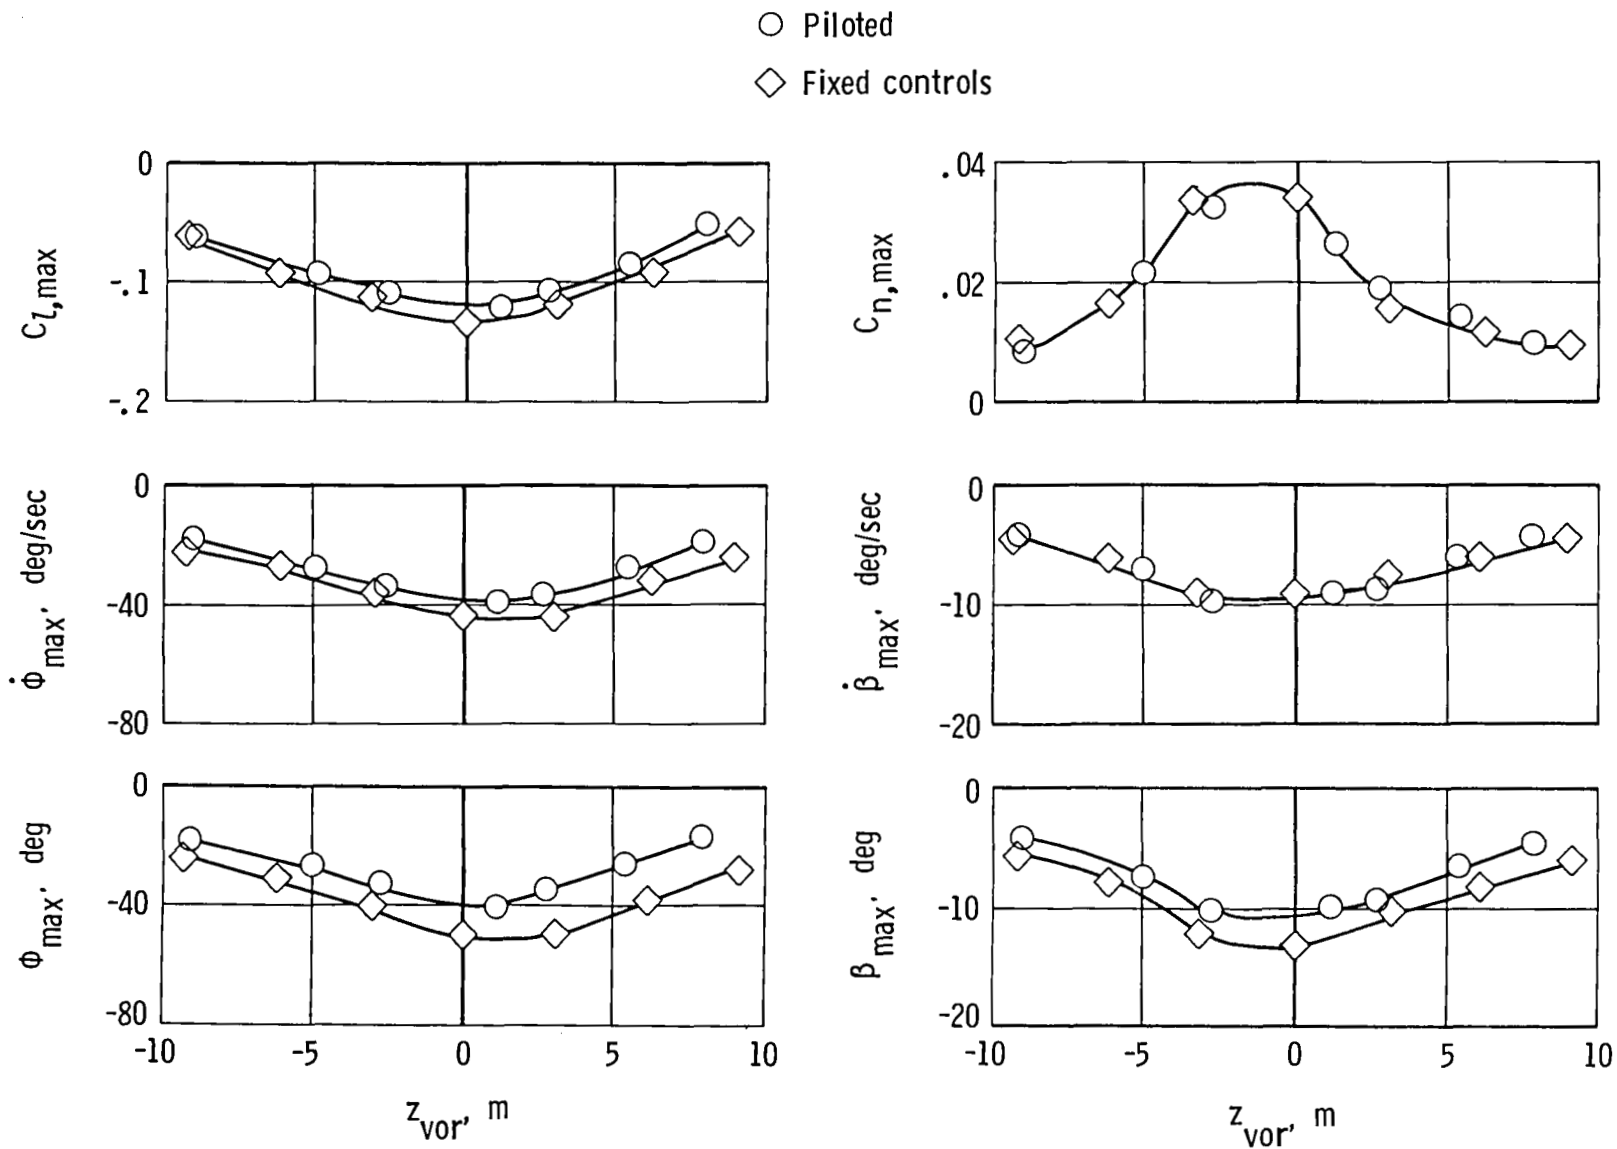 Piloted
Fixed controls
0
-.1
-.2
C_l,max
.04
.02
0
C_n,max
0
-40
-80
φ̇_max, deg/sec
0
-10
-20
β̇_max, deg/sec
0
-40
-80
φ_max, deg
0
-10
-20
β_max, deg
-10 -5 0 5 10
z_vor, m
-10 -5 0 5 10
z_vor, m